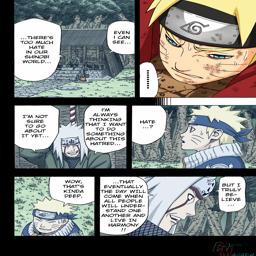 EVEN I
CAN
SEE...
...THERE'S
TOO MUCH
HATE
IN OUR
SHINOBI
WORLD...
HATE
...?
I'M
ALWAYS
THINKING
THAT I WANT
TO DO
SOMETHING
ABOUT THIS
HATRED...
I'M NOT
SURE TO
GO ABOUT
IT YET...
BUT I
TRULY
BE-
LIEVE
...
...THAT
EVENTUALLY
THE DAY
WILL COME
WHEN ALL
PEOPLE WILL
UNDER-
STAND ONE
ANOTHER AND
LIVE IN
HARMONY
!!
WOW,
THAT'S
KINDA
DEEP.